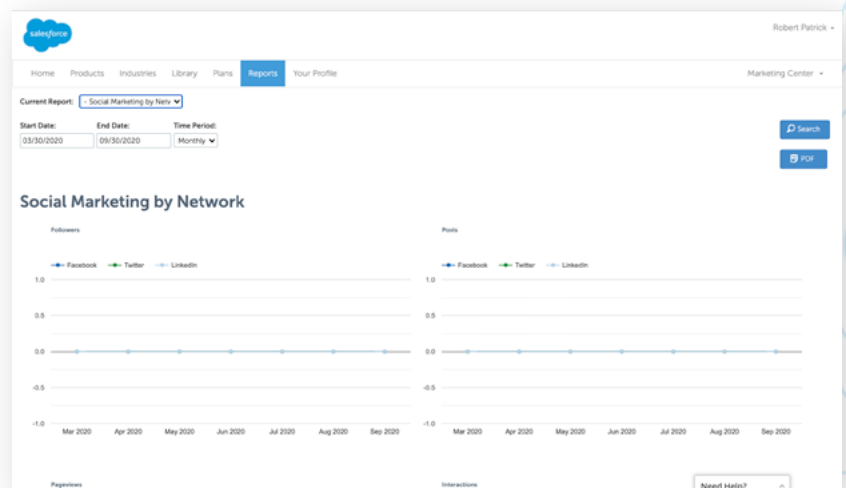 salesforce
Robert Patrick
Home Products Industries Library Plans Reports Your Profile
Marketing Center
Current Report: - Social Marketing by Netv
Start Date: End Date: Time Period:
03/30/2020 09/30/2020 Monthly
Search
PDF
Social Marketing by Network
Followers
Posts
Facebook Twitter LinkedIn
Facebook Twitter LinkedIn
1.0
1.0
0.5
0.5
0.0
0.0
-0.5
-0.5
-1.0
-1.0
Mar 2020 Apr 2020 May 2020 Jun 2020 Jul 2020 Aug 2020 Sep 2020
Mar 2020 Apr 2020 May 2020 Jun 2020 Jul 2020 Aug 2020 Sep 2020
Pageviews
Interactions
Need Help?